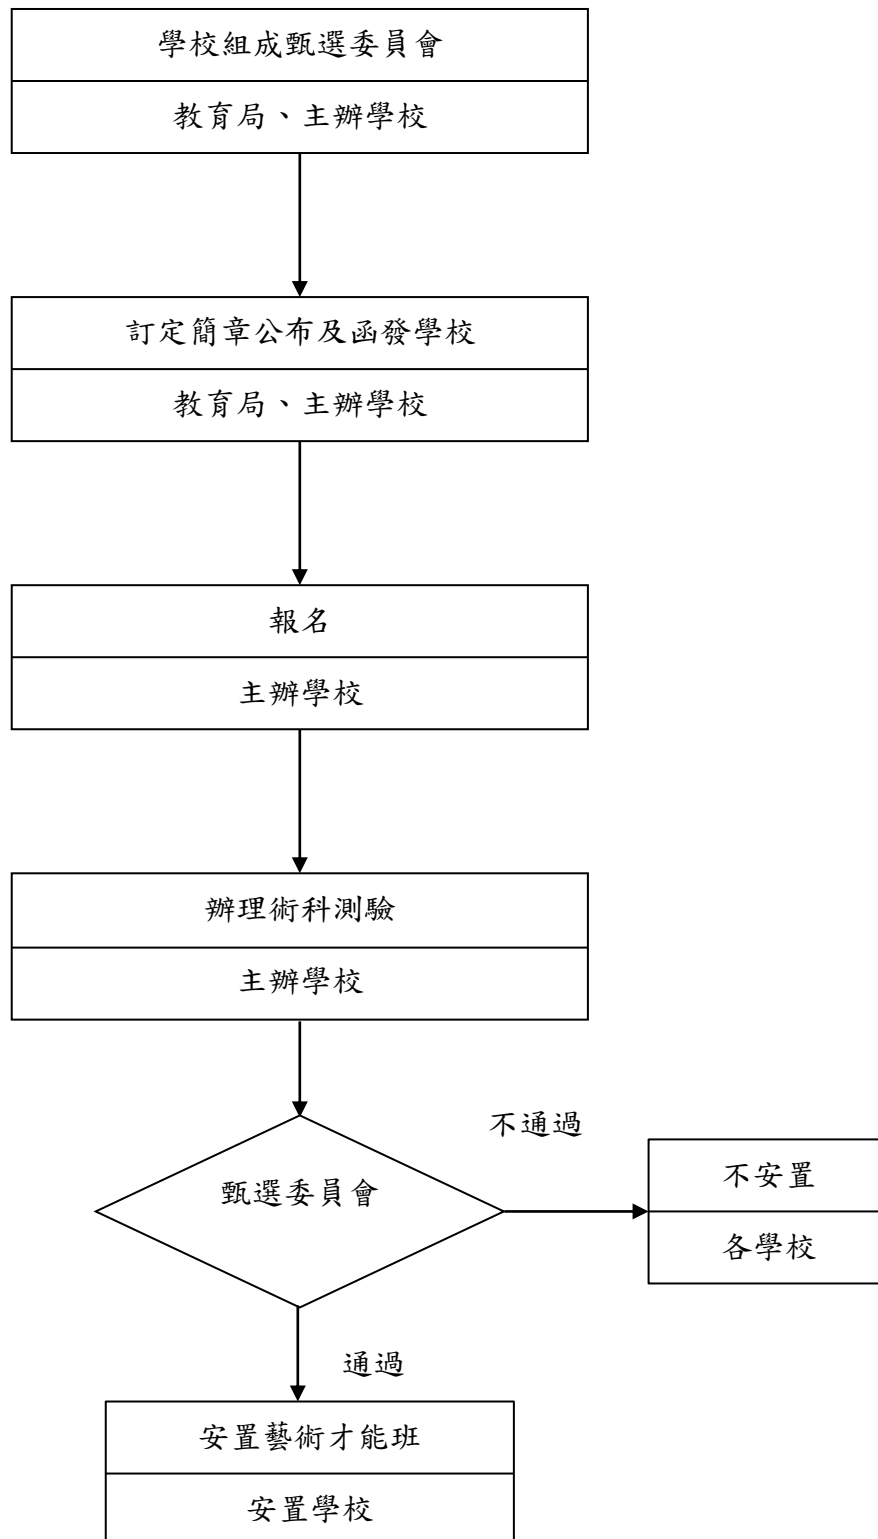 學校組成甄選委員會
教育局、主辦學校
訂定簡章公布及函發學校
教育局、主辦學校
報名
主辦學校
辦理術科測驗
主辦學校
甄選委員會
不通過
不安置
各學校
通過
安置藝術才能班
安置學校